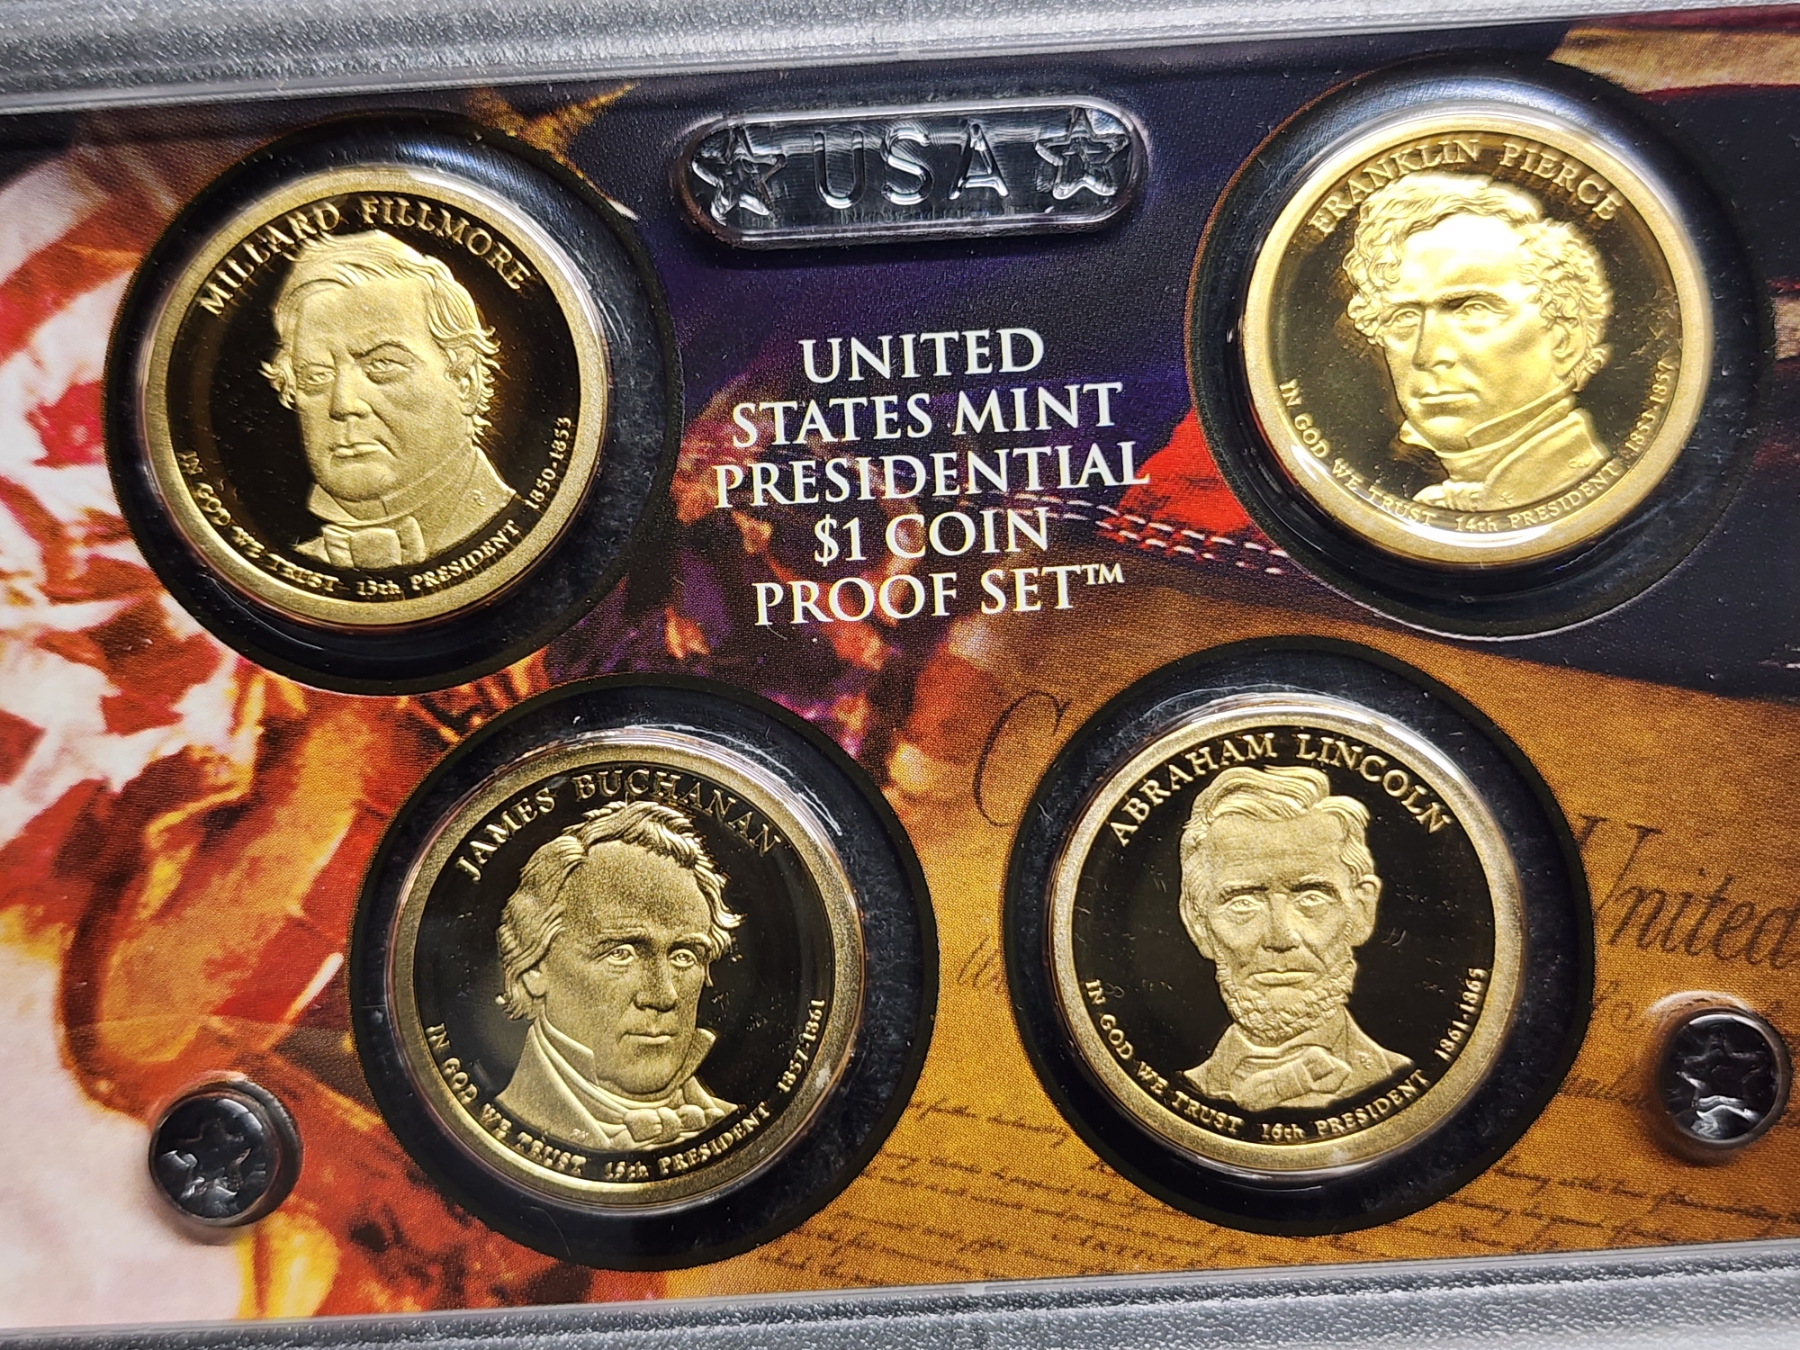 USA
MILLARD FILLMORE
IN GOD WE TRUST 13th PRESIDENT 1850-1853
FRANKLIN PIERCE
IN GOD WE TRUST 14th PRESIDENT 1853-1857
UNITED
STATES MINT
PRESIDENTIAL
$1 COIN
PROOF SET™
JAMES BUCHANAN
IN GOD WE TRUST 15th PRESIDENT 1857-1861
ABRAHAM LINCOLN
IN GOD WE TRUST 16th PRESIDENT 1861-1865
United